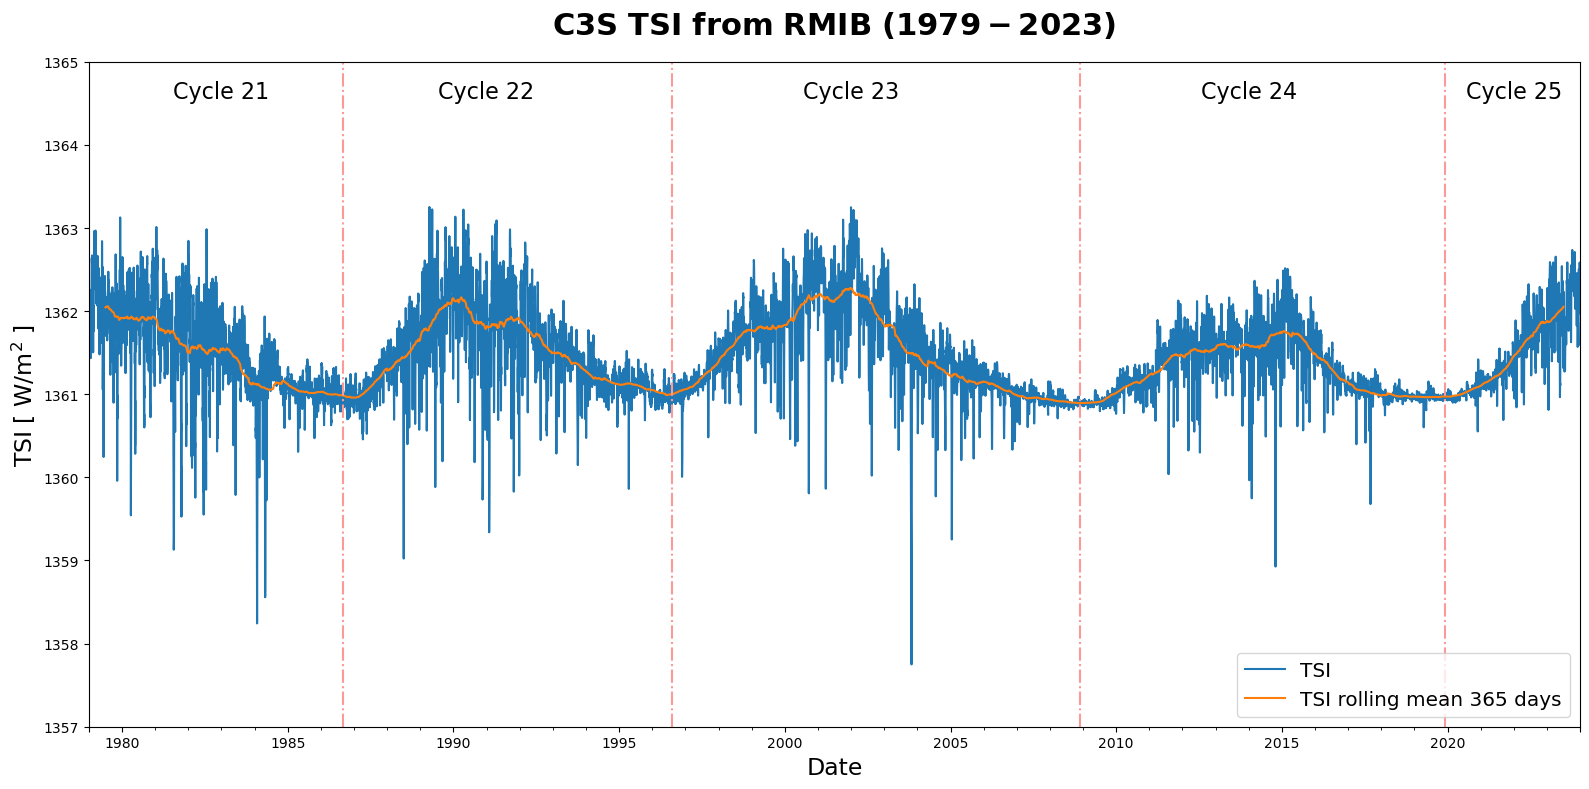 C3S TSI from RMIB (1979 − 2023)
Cycle 21
Cycle 22
Cycle 23
Cycle 24
Cycle 25
1365
1364
1363
1362
1361
1360
1359
1358
1357
TSI [ W/m² ]
TSI
TSI rolling mean 365 days
1980
1985
1990
1995
2000
2005
2010
2015
2020
Date